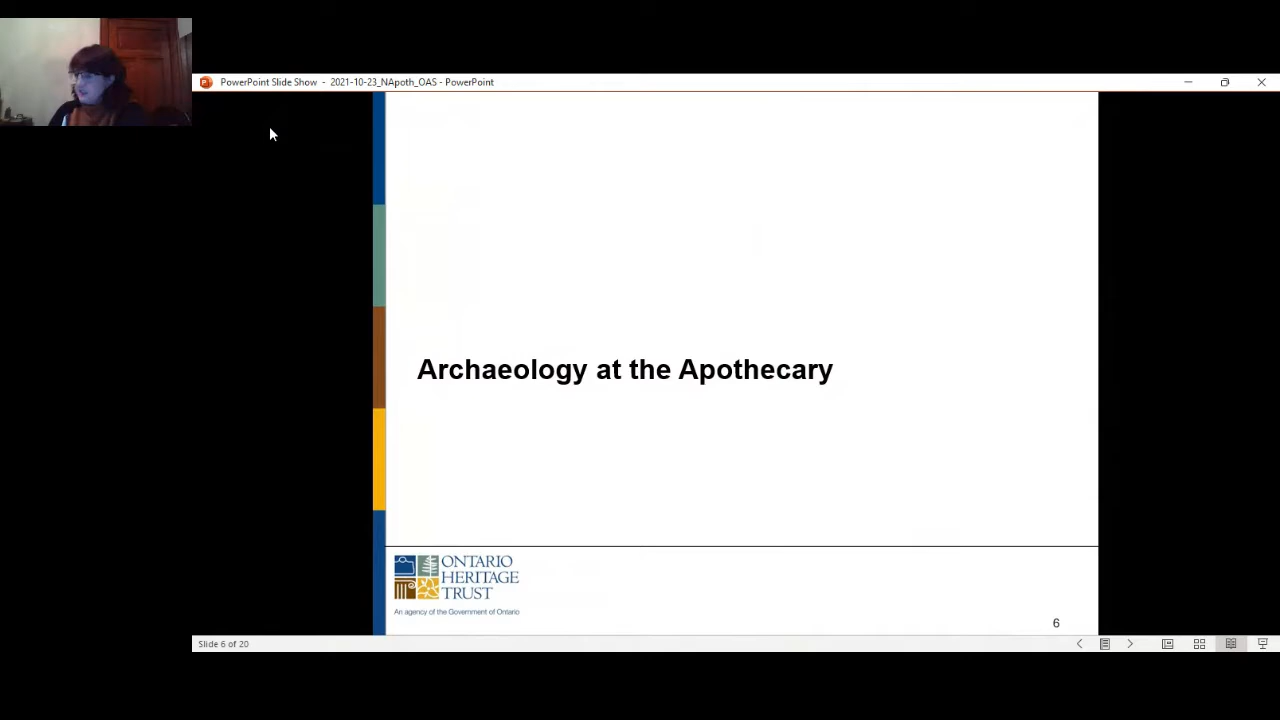 PowerPoint Slide Show - 2021-10-23_NApoth_OAS - PowerPoint
Archaeology at the Apothecary
ONTARIO
HERITAGE
TRUST
An agency of the Government of Ontario
6
Slide 6 of 20